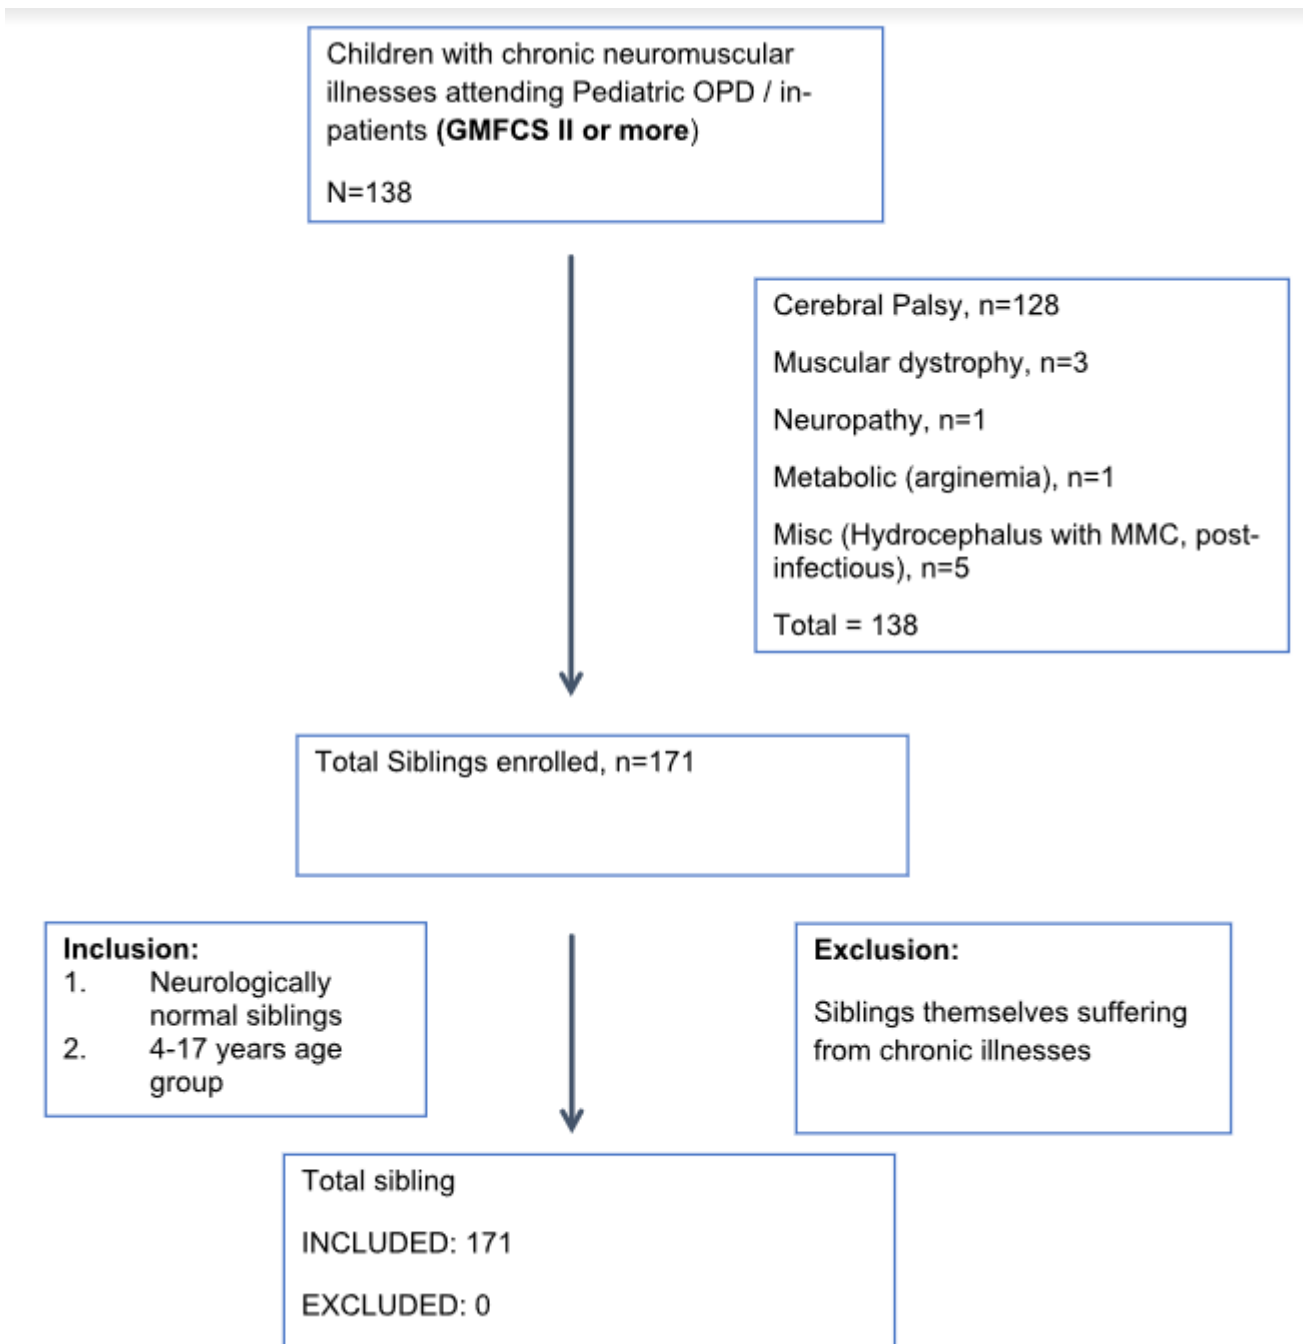 Children with chronic neuromuscular
illnesses attending Pediatric OPD / in-
patients (GMFCS II or more)
N=138
Cerebral Palsy, n=128
Muscular dystrophy, n=3
Neuropathy, n=1
Metabolic (arginemia), n=1
Misc (Hydrocephalus with MMC, post-
infectious), n=5
Total = 138
Total Siblings enrolled, n=171
Inclusion:
1. Neurologically
normal siblings
2. 4-17 years age
group
Exclusion:
Siblings themselves suffering
from chronic illnesses
Total sibling
INCLUDED: 171
EXCLUDED: 0